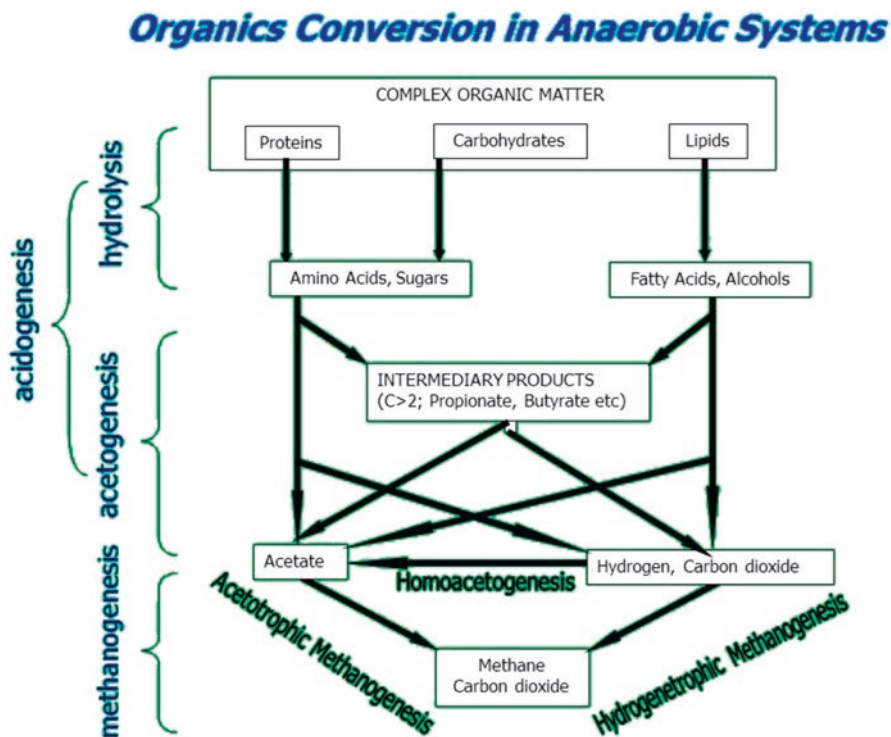 Organics Conversion in Anaerobic Systems
COMPLEX ORGANIC MATTER
Proteins
Carbohydrates
Lipids
hydrolysis
acidogenesis
Amino Acids, Sugars
Fatty Acids, Alcohols
INTERMEDIARY PRODUCTS
(C>2; Propionate, Butyrate etc)
acetogenesis
Acetate
Homoacetogenesis
Hydrogen, Carbon dioxide
methanogenesis
Acetotrophic Methanogenesis
Hydrogenetrophic Methanogenesis
Methane
Carbon dioxide